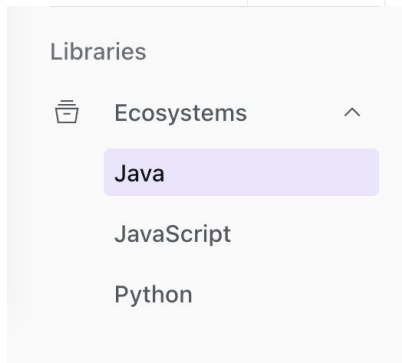 Libraries
Ecosystems
Java
JavaScript
Python